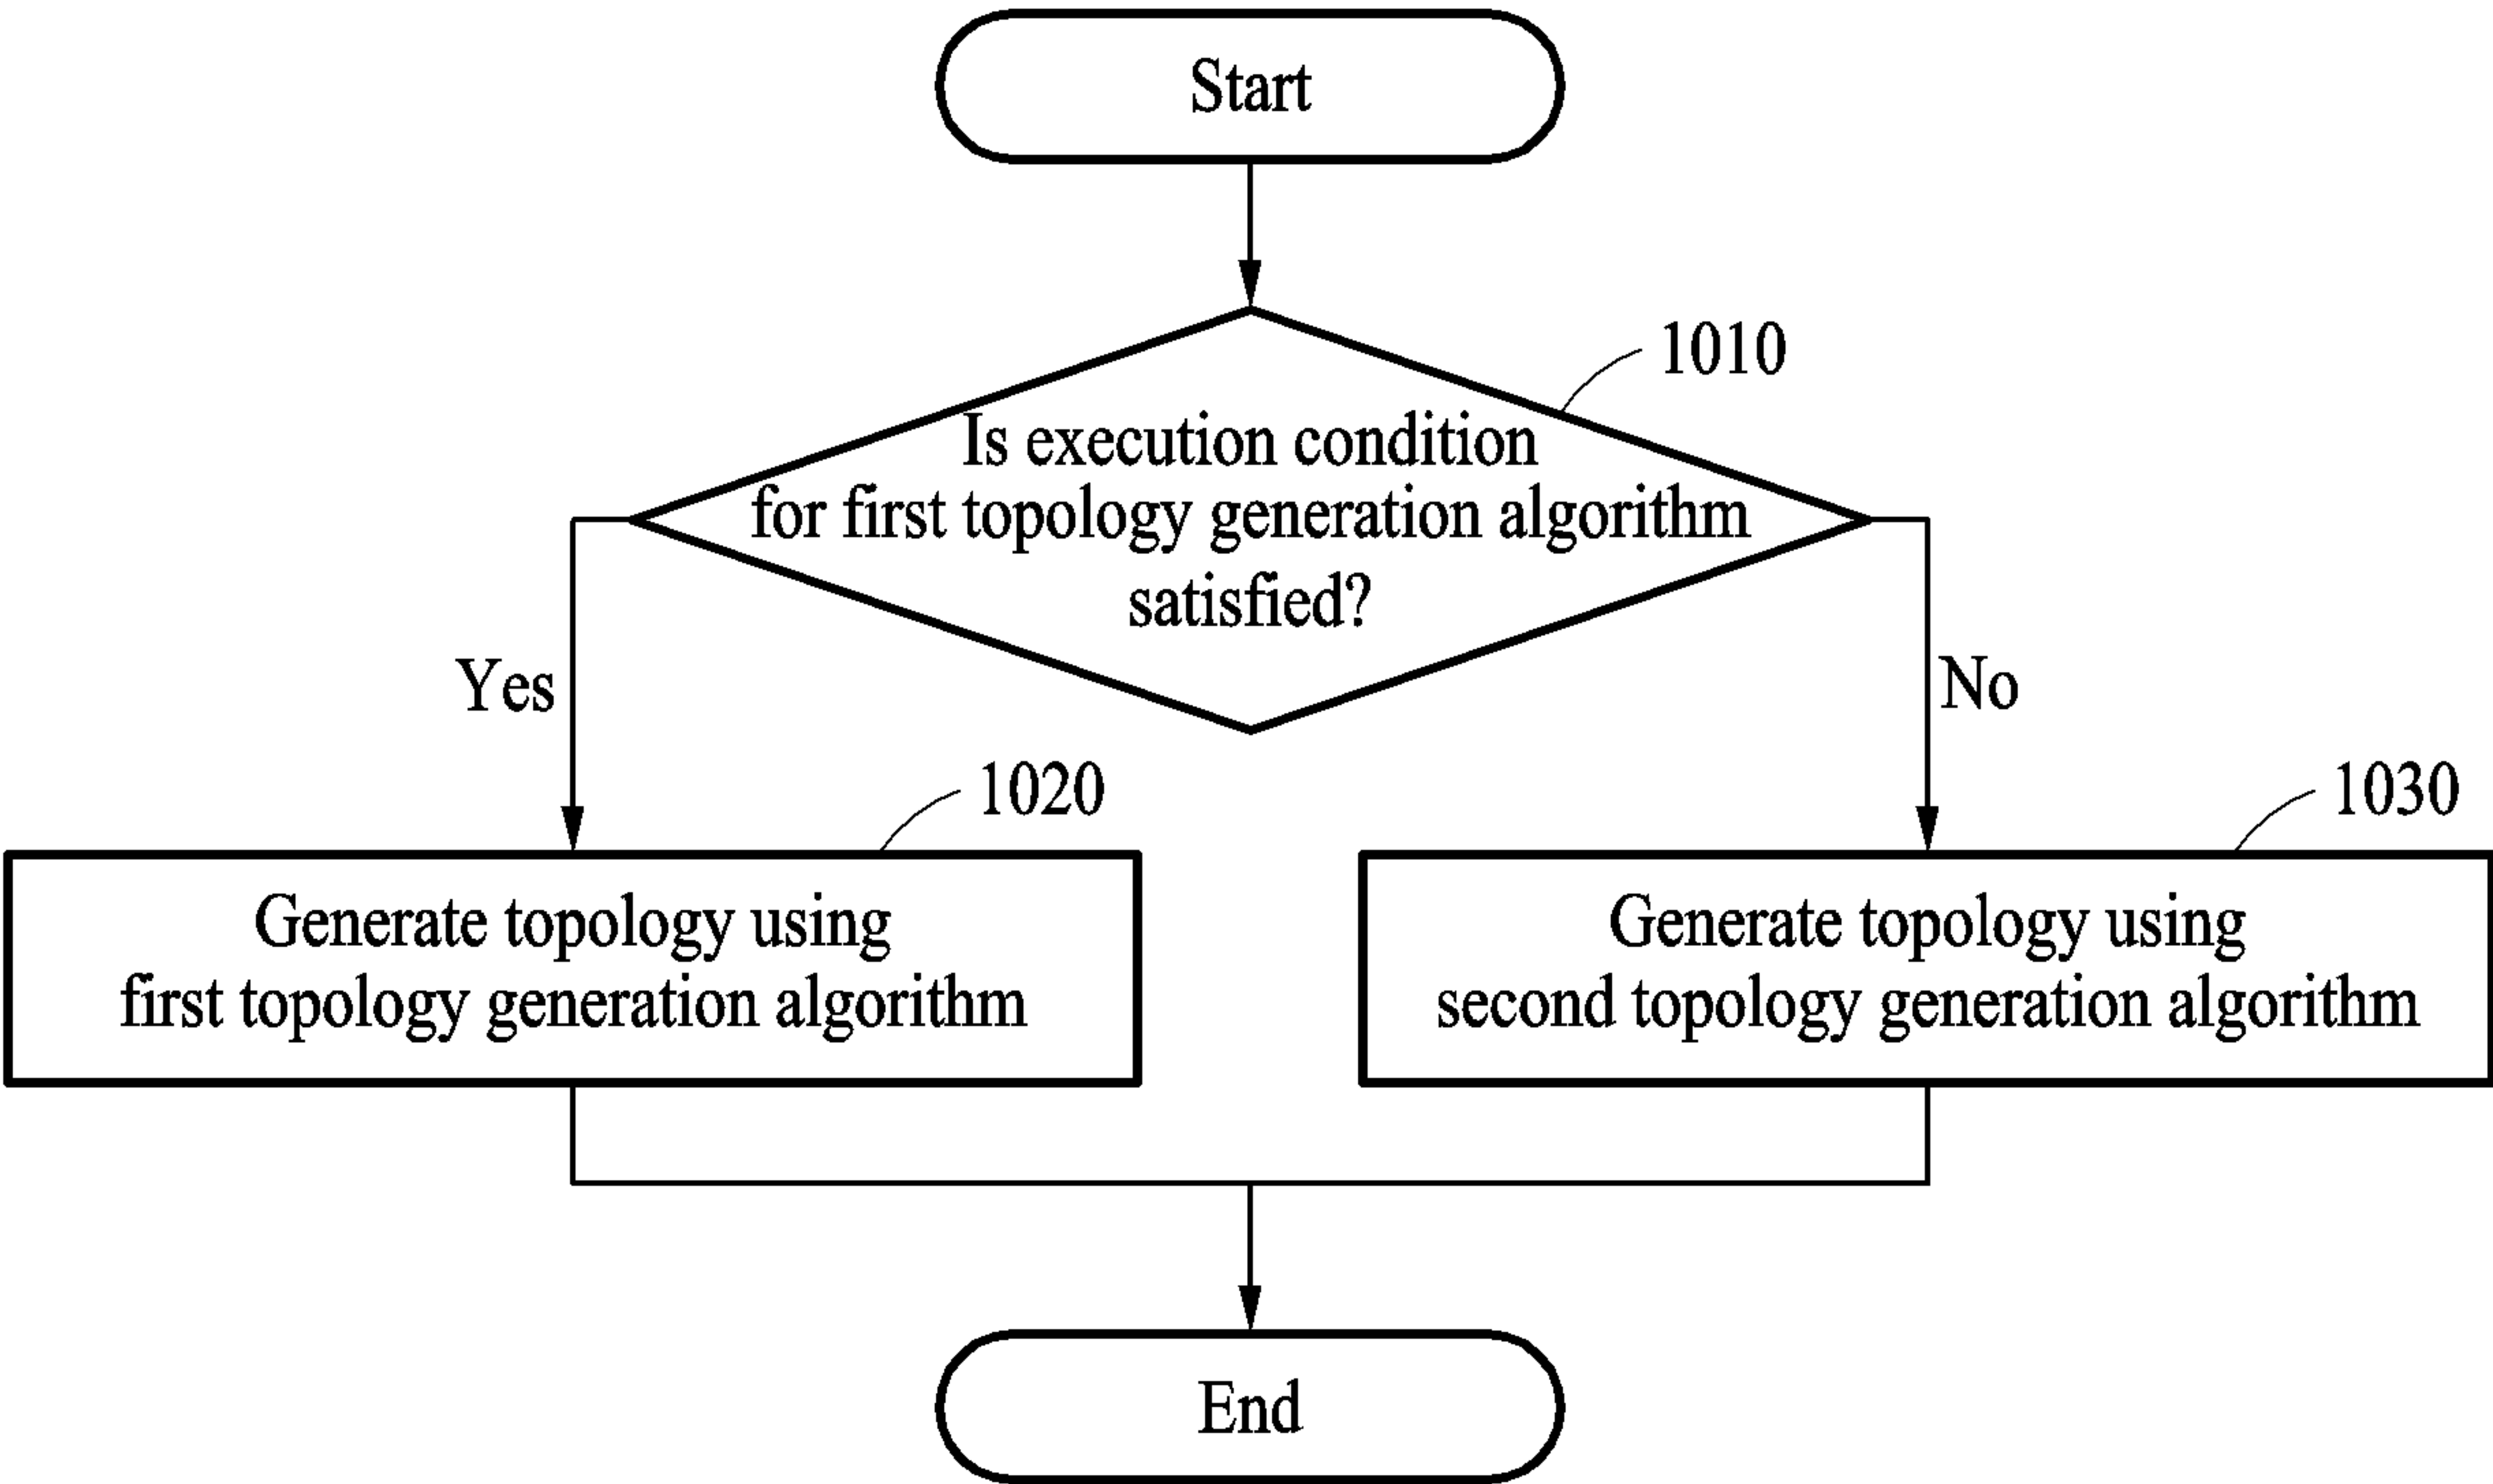 Start
1010
Is execution condition
for first topology generation algorithm
satisfied?
Yes
No
1020
1030
Generate topology using
first topology generation algorithm
Generate topology using
second topology generation algorithm
End